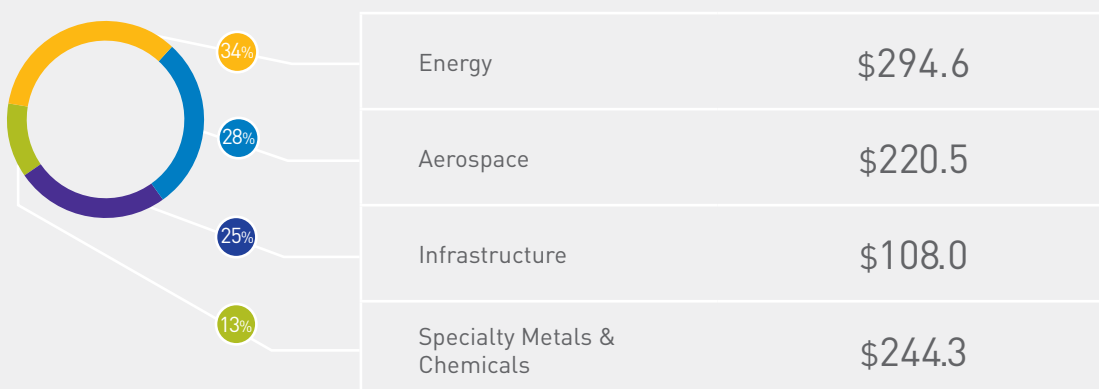 34% Energy $294.6
28% Aerospace $220.5
25% Infrastructure $108.0
13% Specialty Metals &
Chemicals $244.3